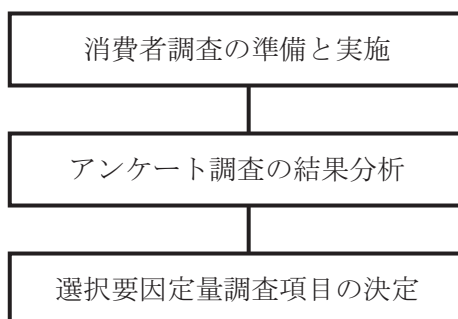 消費者調査の準備と実施
アンケート調査の結果分析
選択要因定量調査項目の決定